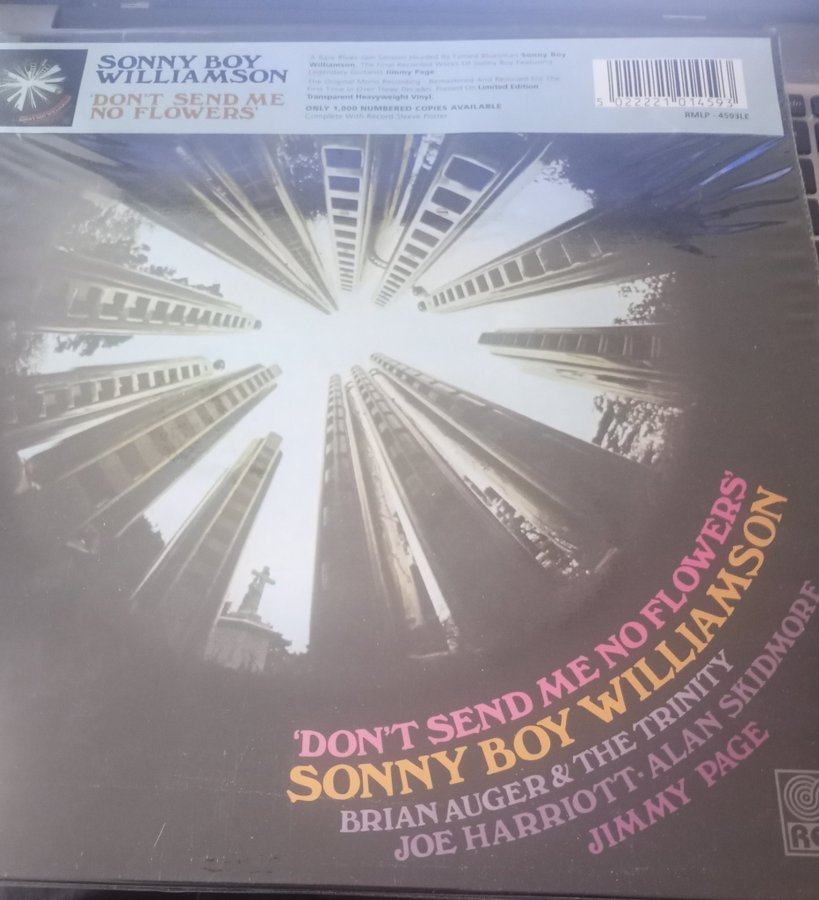 SONNY BOY
WILLIAMSON
'DON'T SEND ME
NO FLOWERS'
A Rare Blues Jam Session Headed By Famed Bluesman Sonny Boy
Williamson. The Final Recorded Works Of Sonny Boy Featuring
Legendary Guitarist Jimmy Page.
The Original Mono Recording - Remastered And Reissued For The
First Time In Over Three Decades. Pressed On Limited Edition
Transparent Heavyweight Vinyl.
ONLY 1,000 NUMBERED COPIES AVAILABLE
Complete With Record Sleeve Poster
5 022221 014593
RMLP - 4593LE
'DON'T SEND ME NO FLOWERS'
SONNY BOY WILLIAMSON
BRIAN AUGER & THE TRINITY
JOE HARRIOTT · ALAN SKIDMORE
JIMMY PAGE